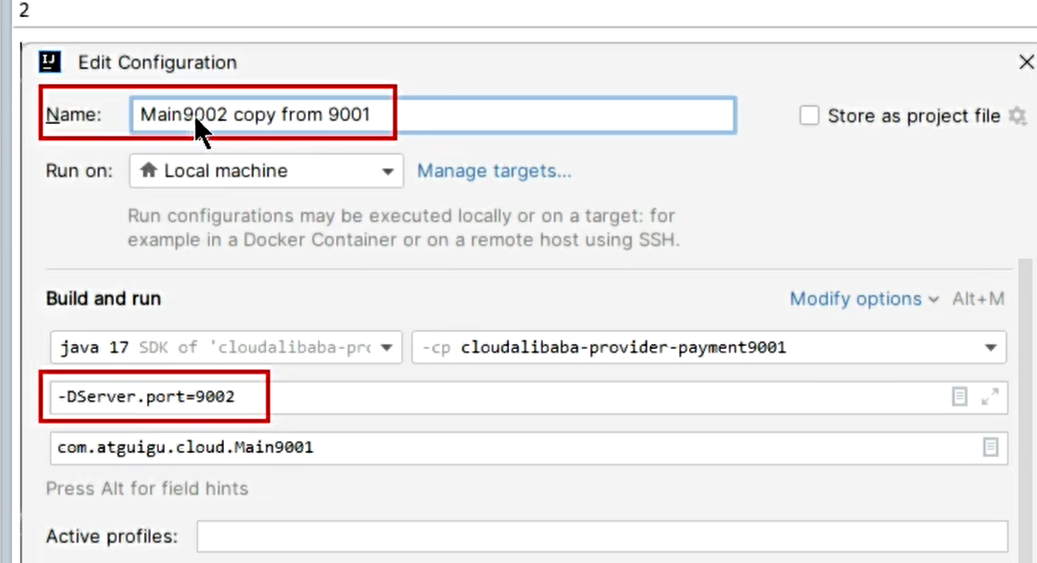 2
Edit Configuration
Name: Main9002 copy from 9001 Store as project file
Run on: Local machine Manage targets...
Run configurations may be executed locally or on a target: for
example in a Docker Container or on a remote host using SSH.
Build and run Modify options Alt+M
java 17 SDK of 'cloudalibaba-pro -cp cloudalibaba-provider-payment9001
-DServer.port=9002
com.atguigu.cloud.Main9001
Press Alt for field hints
Active profiles: